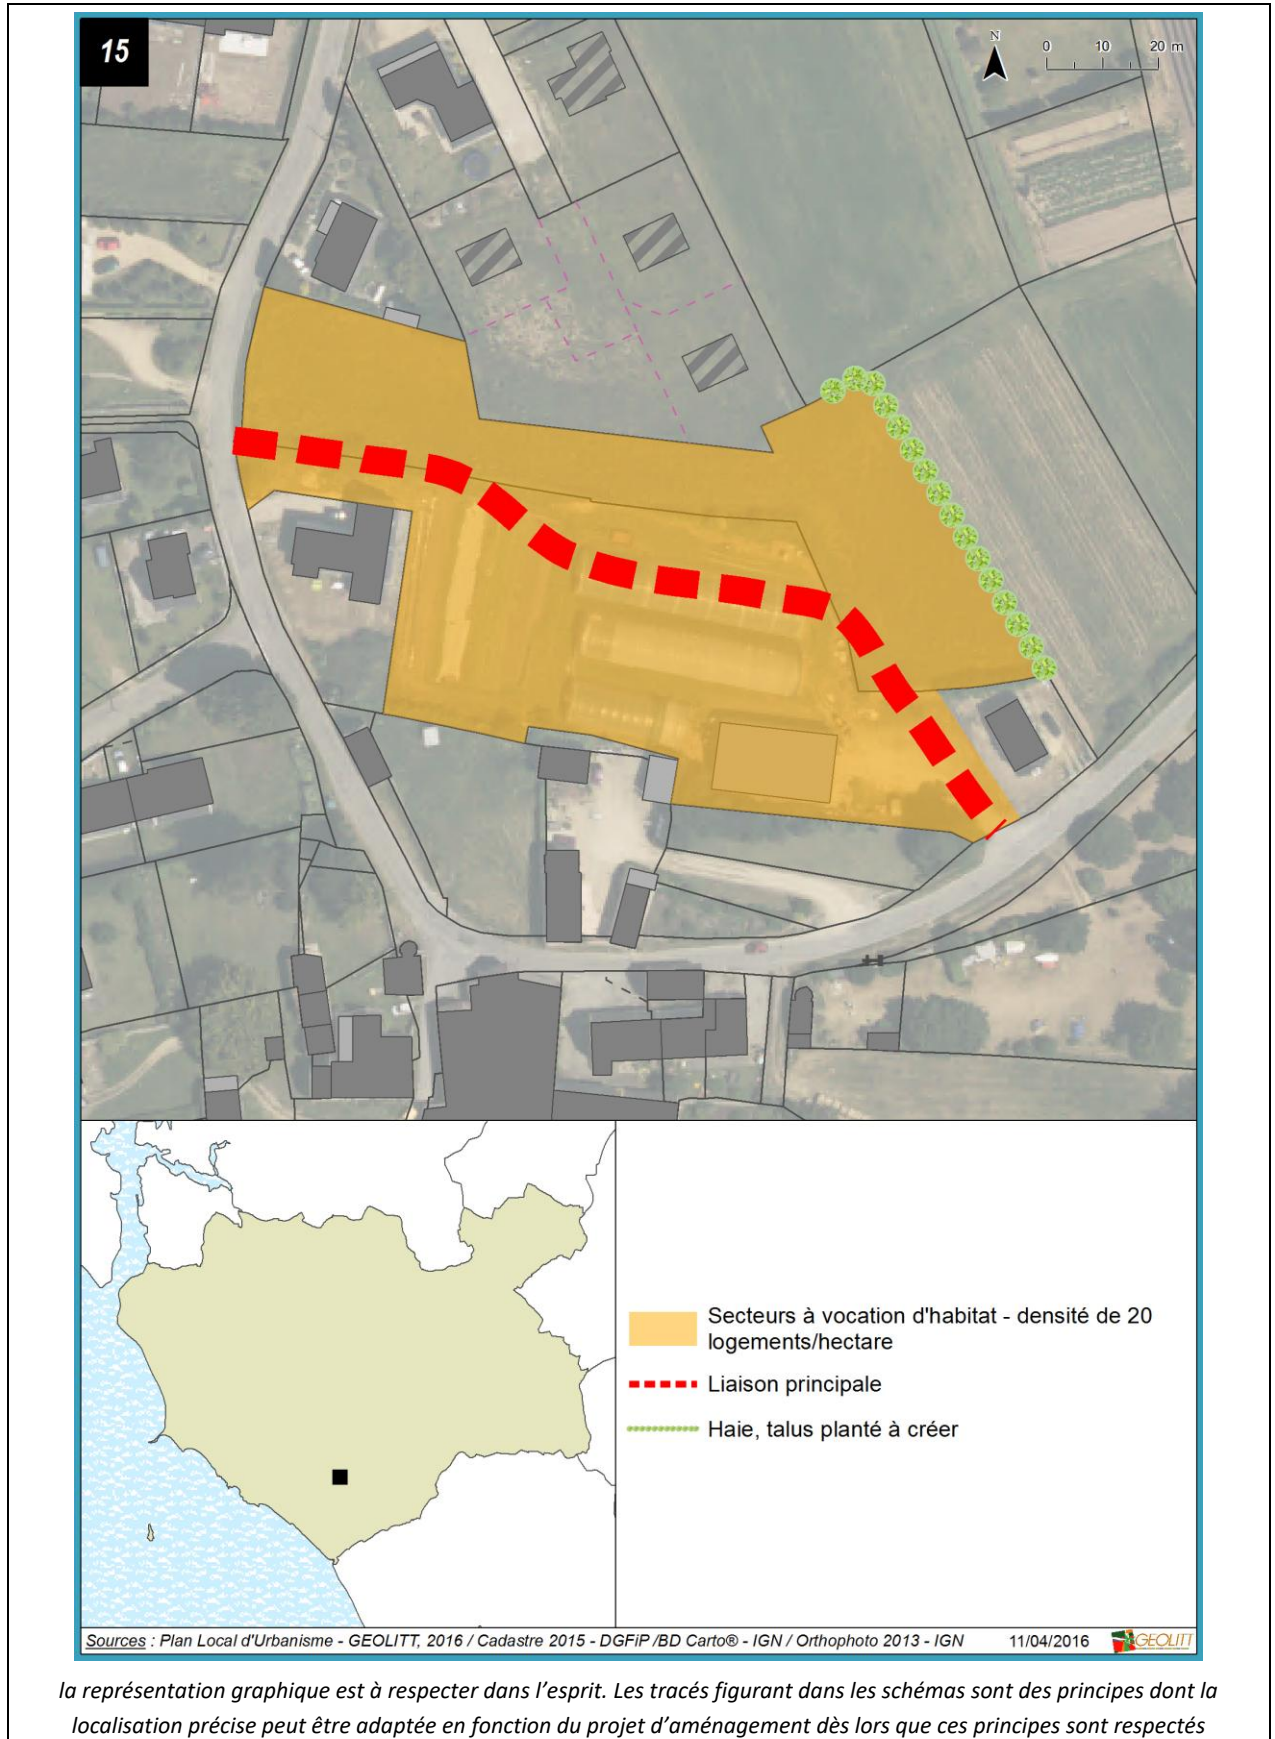 15
N
0 10 20 m
Secteurs à vocation d'habitat - densité de 20
logements/hectare
Liaison principale
Haie, talus planté à créer
Sources : Plan Local d'Urbanisme - GEOLITT, 2016 / Cadastre 2015 - DGFiP /BD Carto® - IGN / Orthophoto 2013 - IGN
11/04/2016
GEOLITT
la représentation graphique est à respecter dans l’esprit. Les tracés figurant dans les schémas sont des principes dont la
localisation précise peut être adaptée en fonction du projet d’aménagement dès lors que ces principes sont respectés